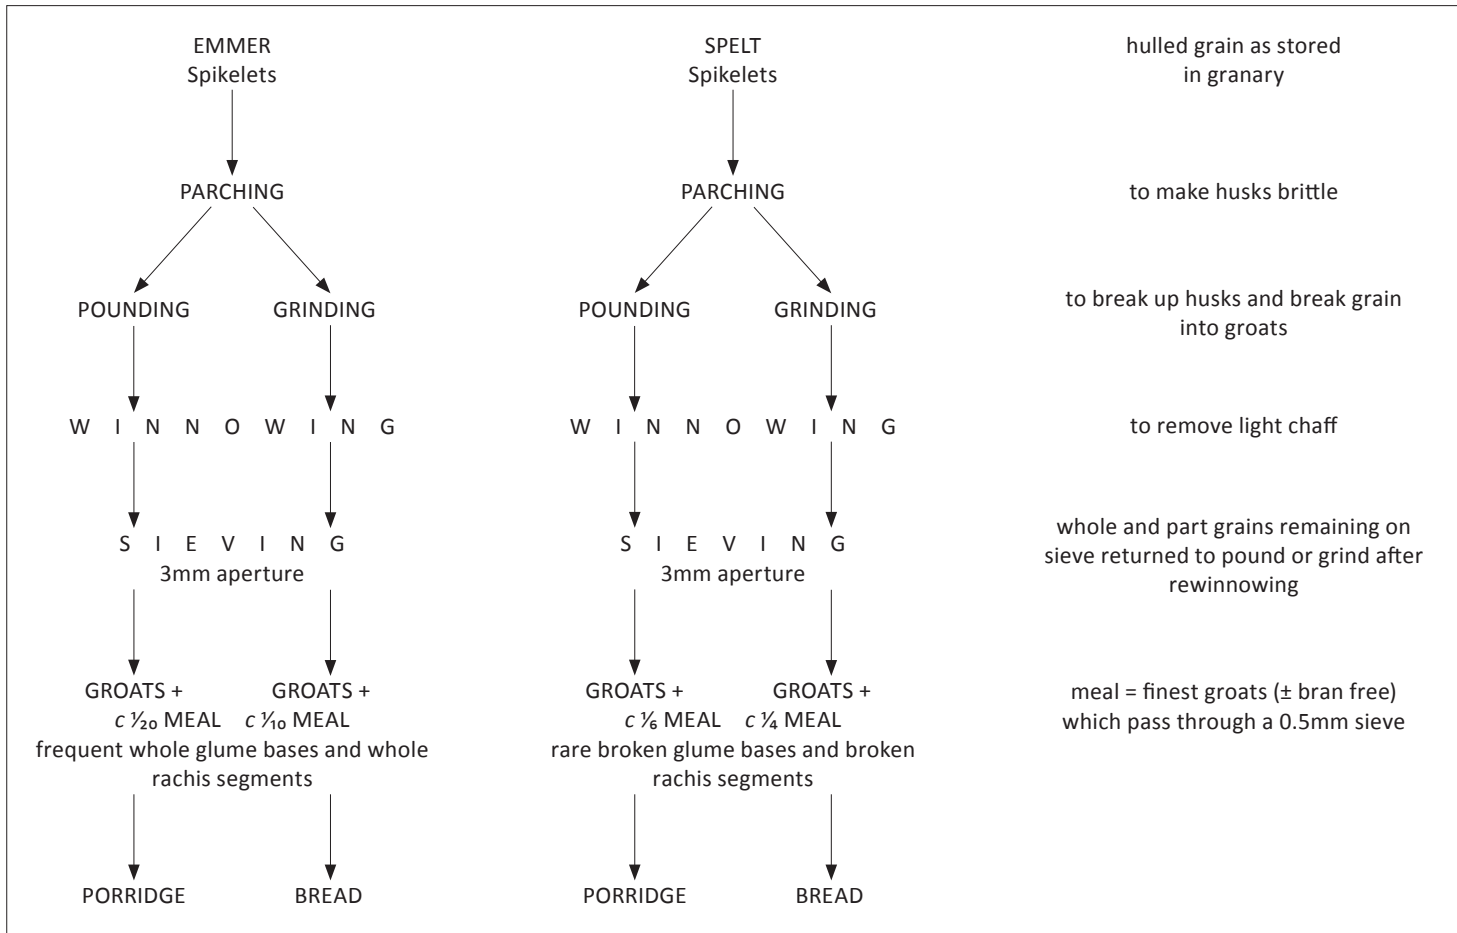 EMMER
Spikelets
SPELT
Spikelets
hulled grain as stored
in granary
PARCHING
PARCHING
to make husks brittle
POUNDING
GRINDING
POUNDING
GRINDING
to break up husks and break grain
into groats
W I N N O W I N G
W I N N O W I N G
to remove light chaff
S I E V I N G
3mm aperture
S I E V I N G
3mm aperture
whole and part grains remaining on
sieve returned to pound or grind after
rewinnowing
GROATS +
c 1⁄20 MEAL
GROATS +
c 1⁄10 MEAL
frequent whole glume bases and whole
rachis segments
GROATS +
c 1⁄6 MEAL
GROATS +
c 1⁄4 MEAL
rare broken glume bases and broken
rachis segments
meal = finest groats (± bran free)
which pass through a 0.5mm sieve
PORRIDGE
BREAD
PORRIDGE
BREAD